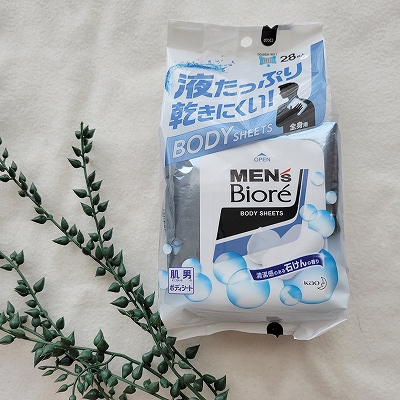 28枚入
液たっぷり
乾きにくい!
BODY SHEETS
全身用
OPEN
MEN's
Bioré
BODY SHEETS
清潔感のある石けんの香り
肌男
ボディシート
Kao